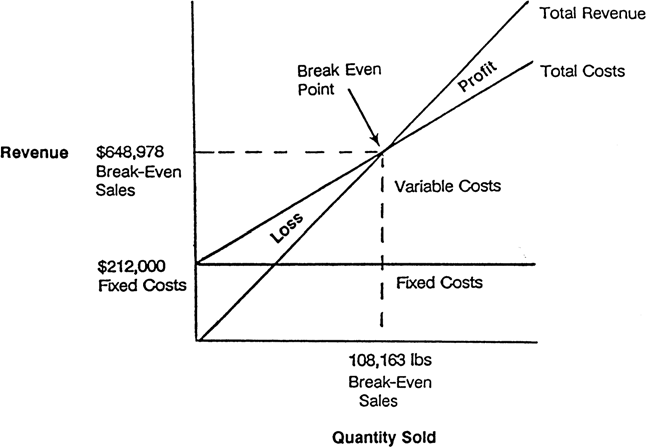 Total Revenue
Total Costs
Profit
Break Even
Point
Revenue
$648,978
Break-Even
Sales
Variable Costs
Loss
$212,000
Fixed Costs
Fixed Costs
108,163 lbs
Break-Even
Sales
Quantity Sold